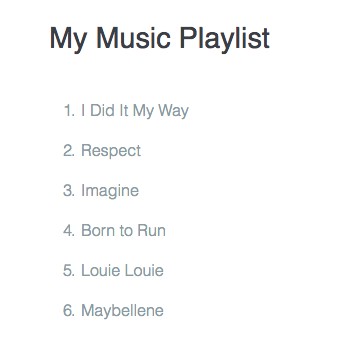 My Music Playlist
1. I Did It My Way
2. Respect
3. Imagine
4. Born to Run
5. Louie Louie
6. Maybellene